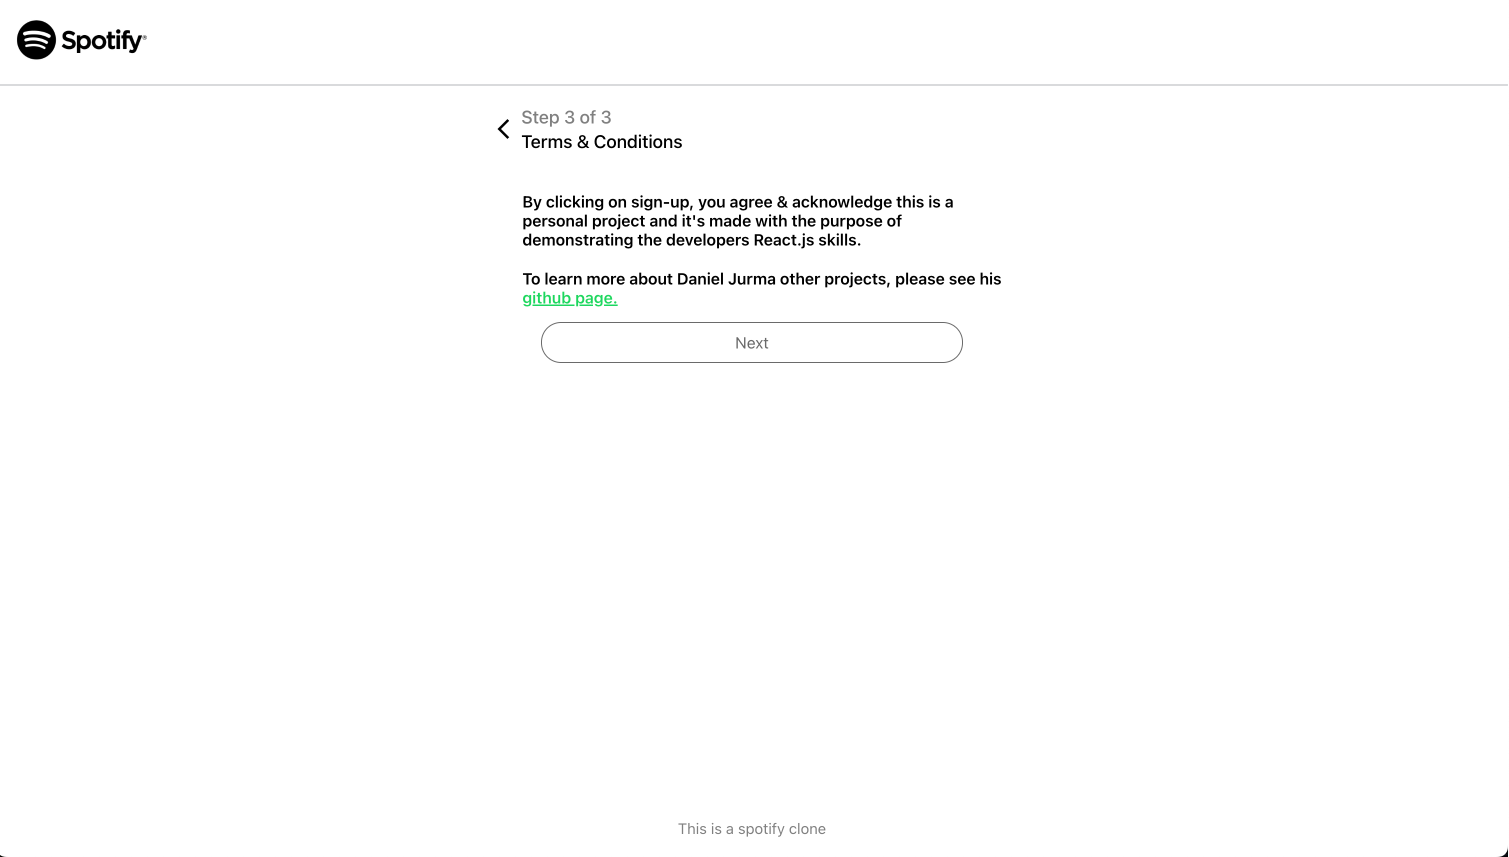 Spotify®
Step 3 of 3
Terms & Conditions
By clicking on sign-up, you agree & acknowledge this is a
personal project and it's made with the purpose of
demonstrating the developers React.js skills.
To learn more about Daniel Jurma other projects, please see his
github page.
Next
This is a spotify clone